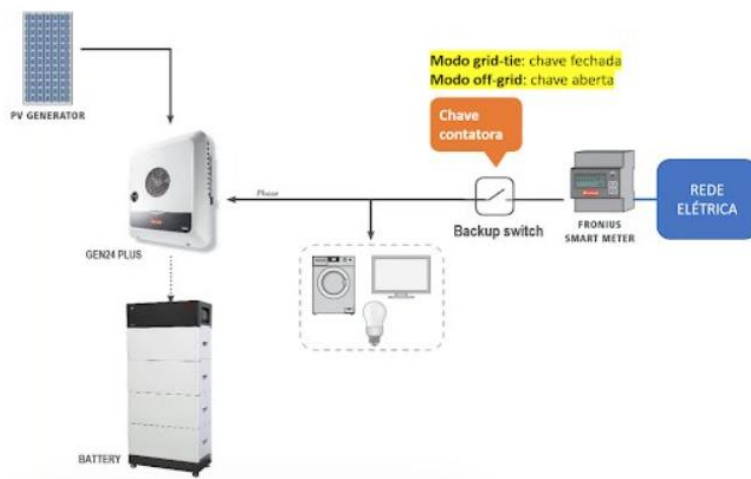 Modo grid-tie: chave fechada
Modo off-grid: chave aberta
Chave
contatora
PV GENERATOR
REDE
ELÉTRICA
Phase
Backup switch
FRONIUS
SMART METER
GEN24 PLUS
BATTERY